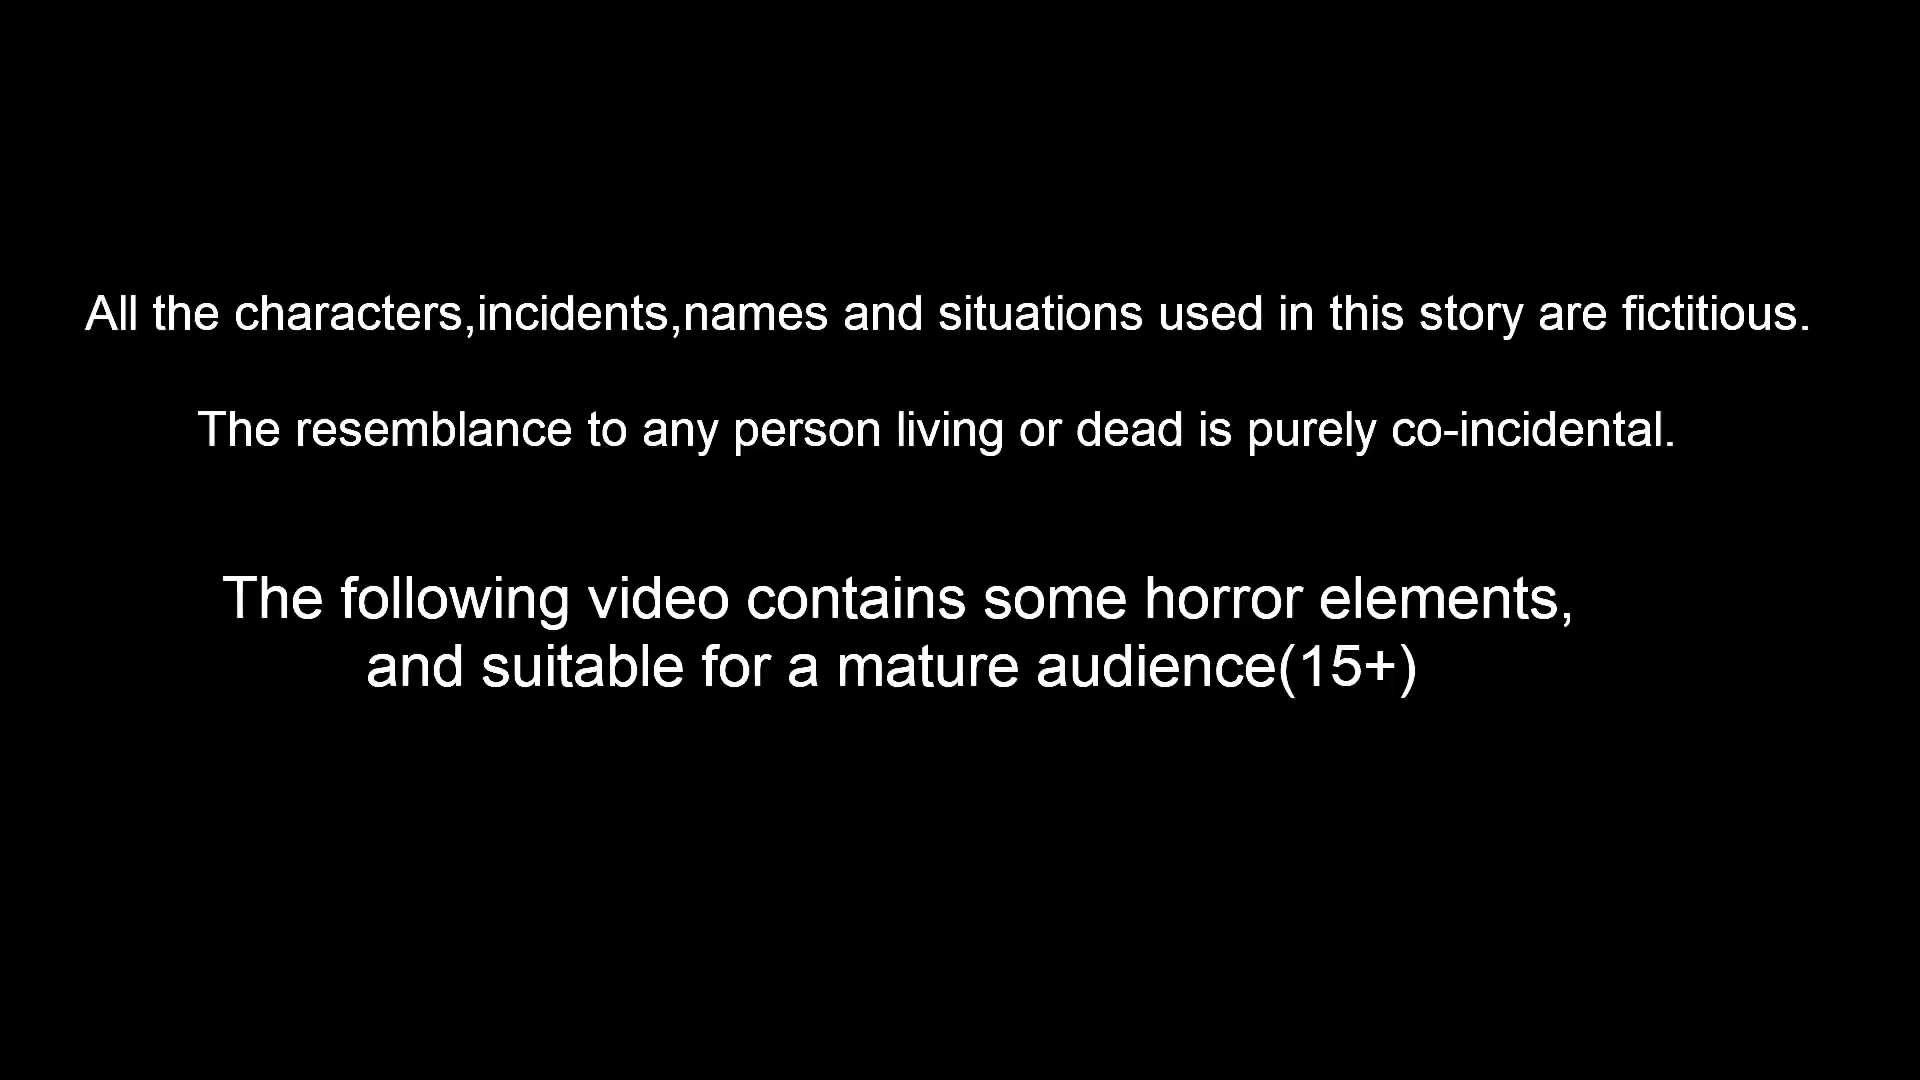 All the characters,incidents,names and situations used in this story are fictitious.
The resemblance to any person living or dead is purely co-incidental.
The following video contains some horror elements,
and suitable for a mature audience(15+)